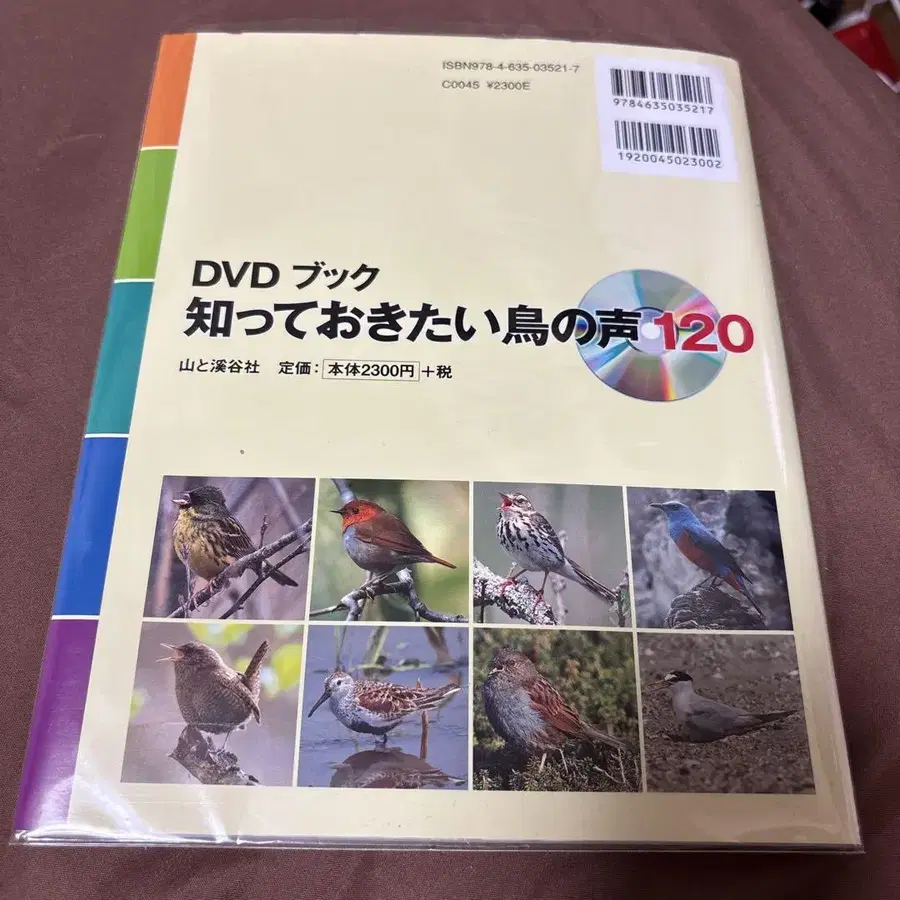 ISBN978-4-635-03521-7
C0045 ¥2300E
9784635035217
1920045023002
DVD ブック
知っておきたい鳥の声120
山と溪谷社 定価：本体2300円+税